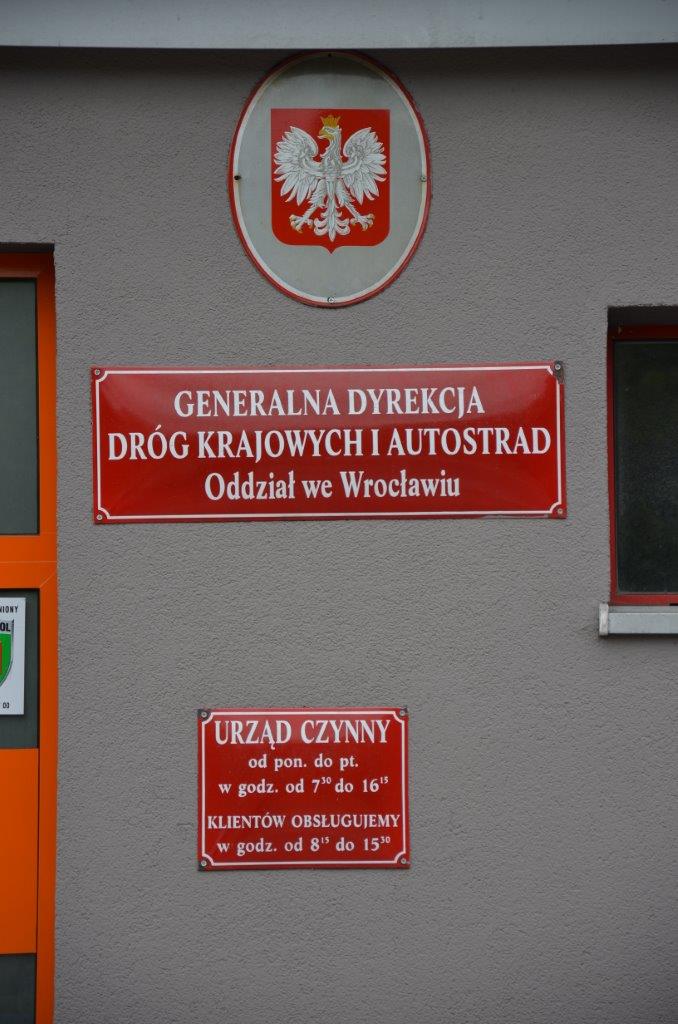 GENERALNA DYREKCJA
DRÓG KRAJOWYCH I AUTOSTRAD
Oddział we Wrocławiu
URZĄD CZYNNY
od pon. do pt.
w godz. od 7³⁰ do 16¹⁵
KLIENTÓW OBSŁUGUJEMY
w godz. od 8¹⁵ do 15³⁰